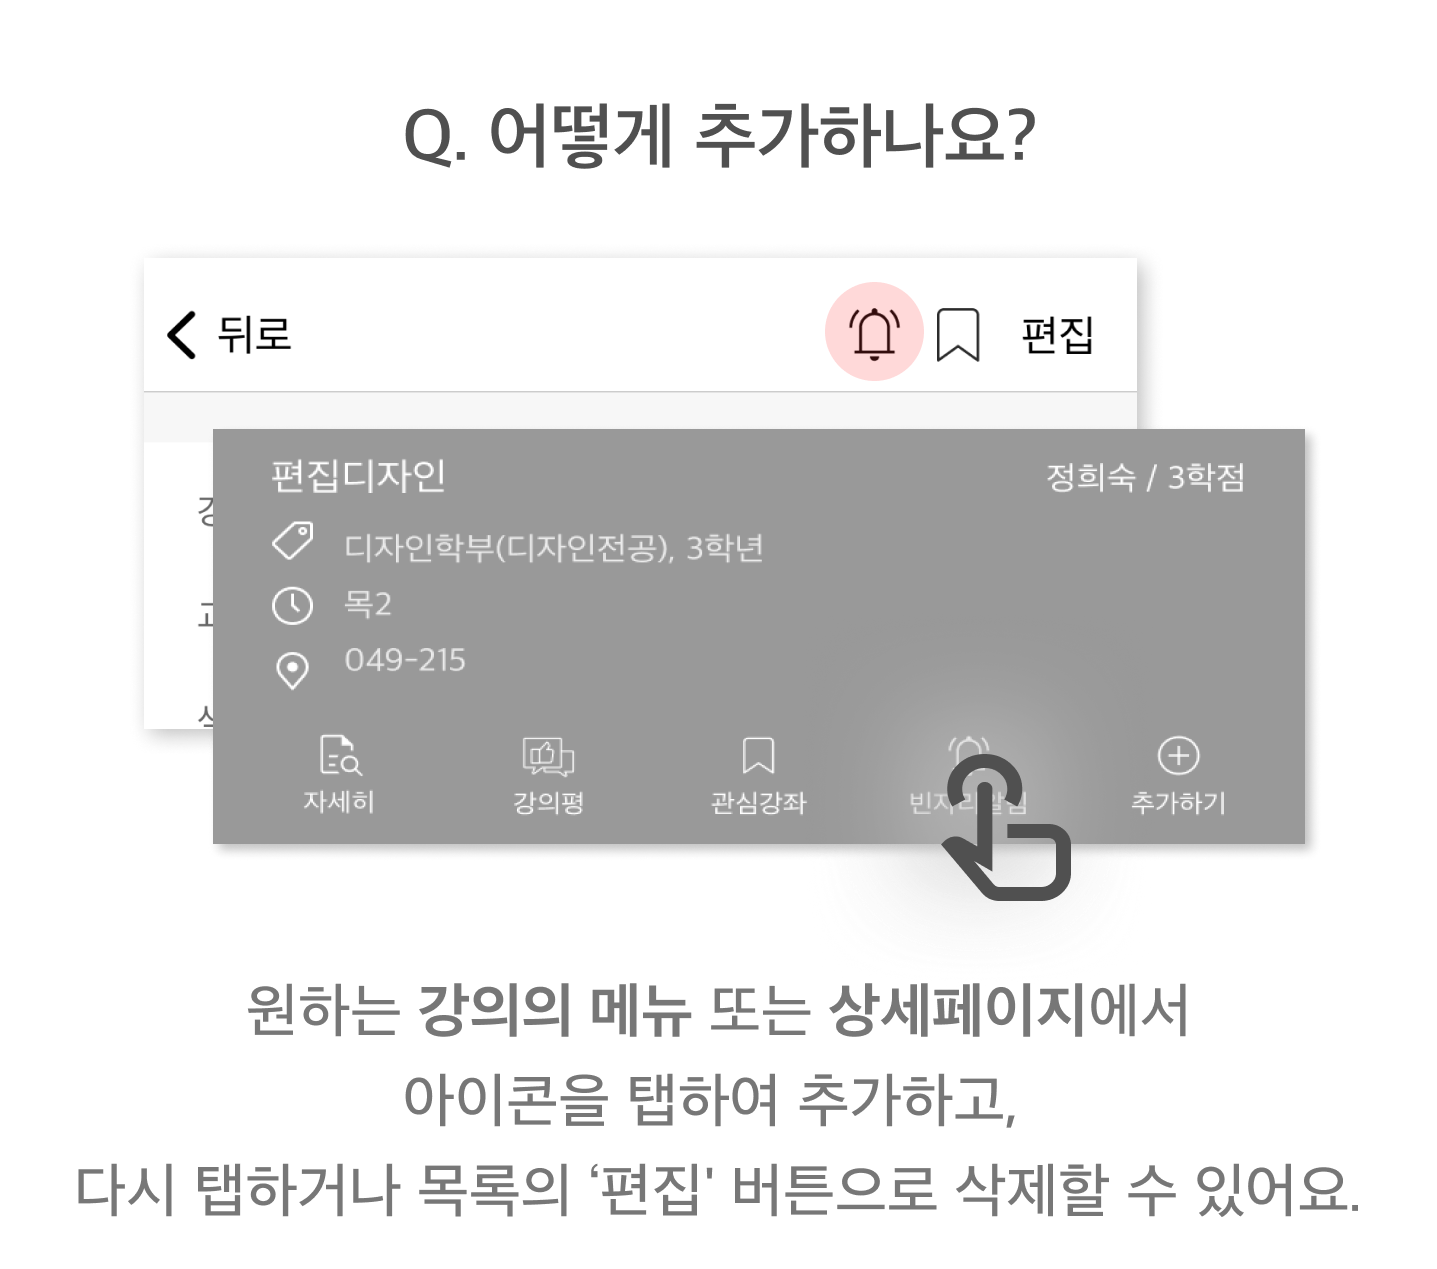 Q. 어떻게 추가하나요?
뒤로
편집
편집디자인
정희숙 / 3학점
디자인학부(디자인전공), 3학년
목2
049-215
자세히
강의평
관심강좌
빈자리알림
추가하기
원하는 강의의 메뉴 또는 상세페이지에서
아이콘을 탭하여 추가하고,
다시 탭하거나 목록의 ‘편집' 버튼으로 삭제할 수 있어요.